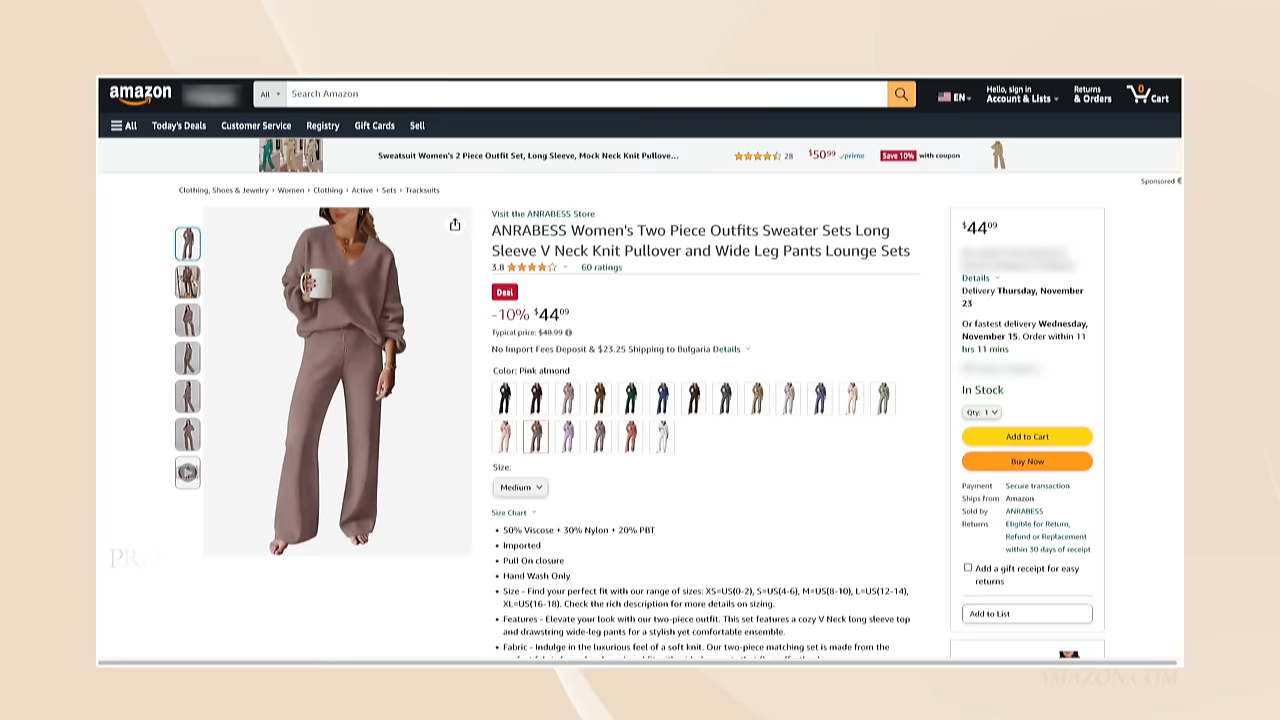 amazon
All
Search Amazon
EN
Hello, sign in
Account & Lists
Returns
& Orders
0
Cart
All
Today's Deals
Customer Service
Registry
Gift Cards
Sell
Sweatsuit Women's 2 Piece Outfit Set, Long Sleeve, Mock Neck Knit Pullove...
28
$5099
prime
Save 10% with coupon
Sponsored
Clothing, Shoes & Jewelry › Women › Clothing › Active › Sets › Tracksuits
Visit the ANRABESS Store
ANRABESS Women's Two Piece Outfits Sweater Sets Long
Sleeve V Neck Knit Pullover and Wide Leg Pants Lounge Sets
3.8
60 ratings
Deal
-10% $4409
Typical price: $48.99
No Import Fees Deposit & $23.25 Shipping to Bulgaria Details
Color: Pink almond
Size:
Medium
Size Chart
• 50% Viscose + 30% Nylon + 20% PBT
• Imported
• Pull On closure
• Hand Wash Only
• Size - Find your perfect fit with our range of sizes: XS=US(0-2), S=US(4-6), M=US(8-10), L=US(12-14),
XL=US(16-18). Check the rich description for more details on sizing.
• Features - Elevate your look with our two-piece outfit. This set features a cozy V Neck long sleeve top
and drawstring wide-leg pants for a stylish yet comfortable ensemble.
• Fabric - Indulge in the luxurious feel of a soft knit. Our two-piece matching set is made from the
$4409
Details
Delivery Thursday, November
23
Or fastest delivery Wednesday,
November 15. Order within 11
hrs 11 mins
In Stock
Qty: 1
Add to Cart
Buy Now
Payment Secure transaction
Ships from Amazon
Sold by ANRABESS
Returns Eligible for Return,
Refund or Replacement
within 30 days of receipt
Add a gift receipt for easy
returns
Add to List
AMAZON.COM